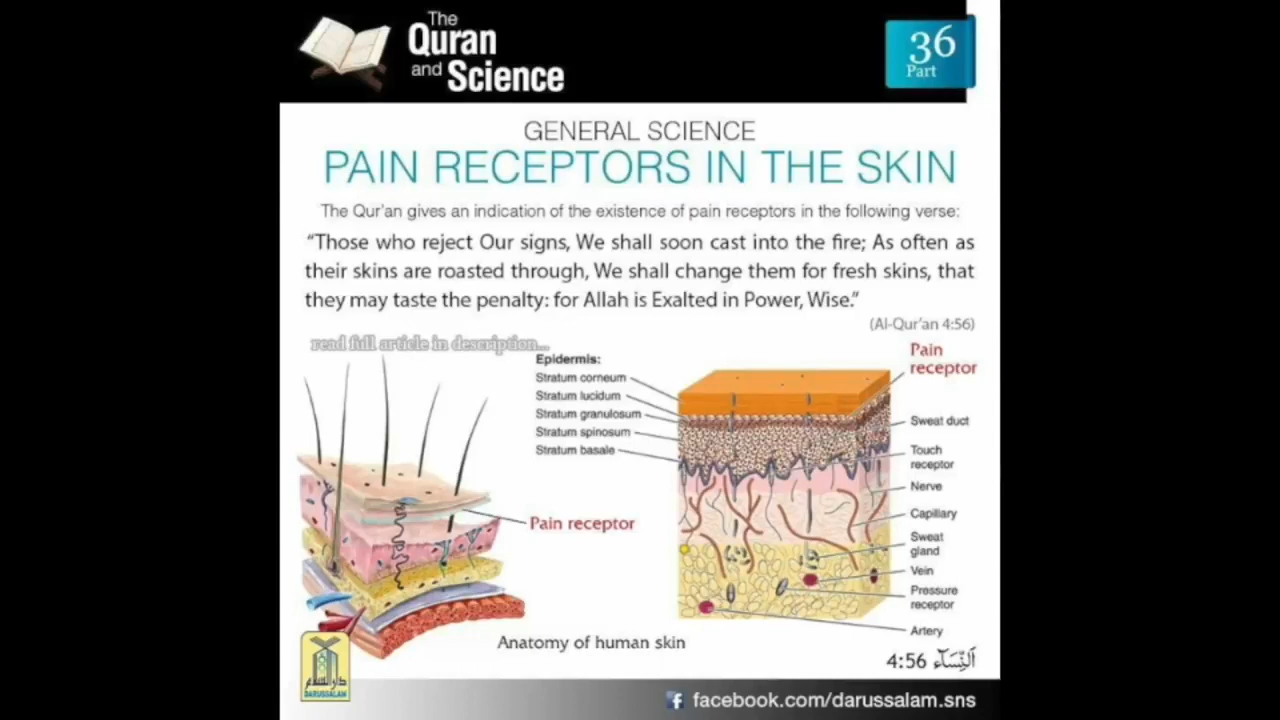 The
Quran
and Science
36
Part
GENERAL SCIENCE
PAIN RECEPTORS IN THE SKIN
The Qur'an gives an indication of the existence of pain receptors in the following verse:
“Those who reject Our signs, We shall soon cast into the fire; As often as
their skins are roasted through, We shall change them for fresh skins, that
they may taste the penalty: for Allah is Exalted in Power, Wise.”
(Al-Qur'an 4:56)
read full article in description...
Epidermis:
Stratum corneum
Stratum lucidum
Stratum granulosum
Stratum spinosum
Stratum basale
Pain receptor
Pain
receptor
Sweat duct
Touch
receptor
Nerve
Capillary
Sweat
gland
Vein
Pressure
receptor
Artery
Anatomy of human skin
4:56 اَلنِّسَآء
دارالسلام
DARUSSALAM
facebook.com/darussalam.sns